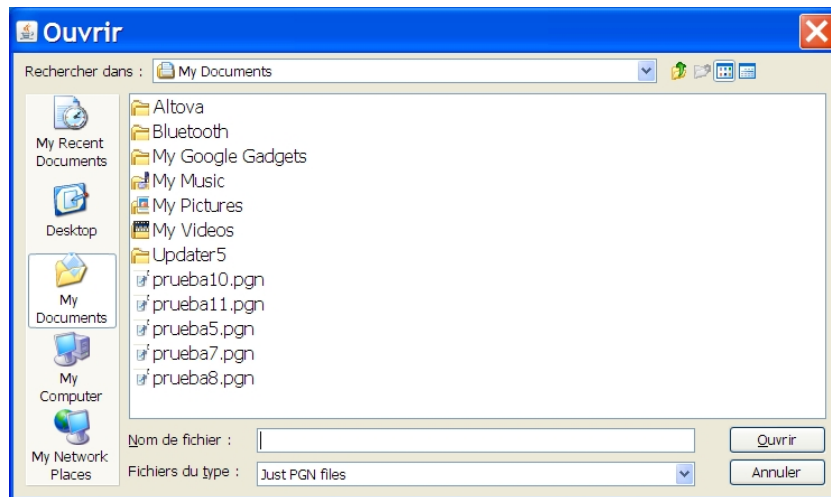 Ouvrir
Rechercher dans :
My Documents
My Recent
Documents
Desktop
My
Documents
My
Computer
My Network
Places
Altova
Bluetooth
My Google Gadgets
My Music
My Pictures
My Videos
Updater5
prueba10.pgn
prueba11.pgn
prueba5.pgn
prueba7.pgn
prueba8.pgn
Nom de fichier :
Ouvrir
Fichiers du type :
Just PGN files
Annuler